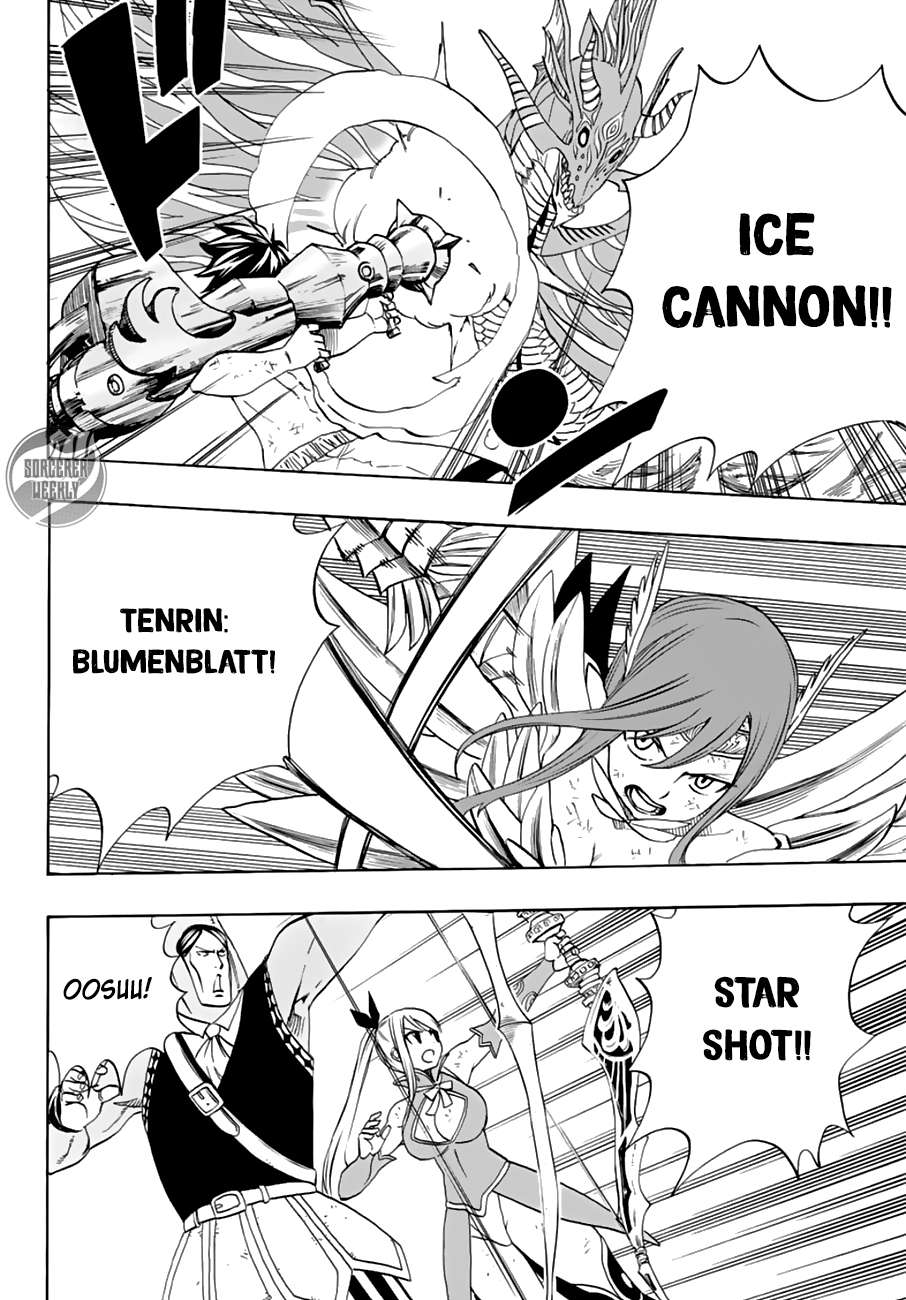 ICE
CANNON!!
SORCERER
WEEKLY
TENRIN:
BLUMENBLATT!
OOSUU!
STAR
SHOT!!